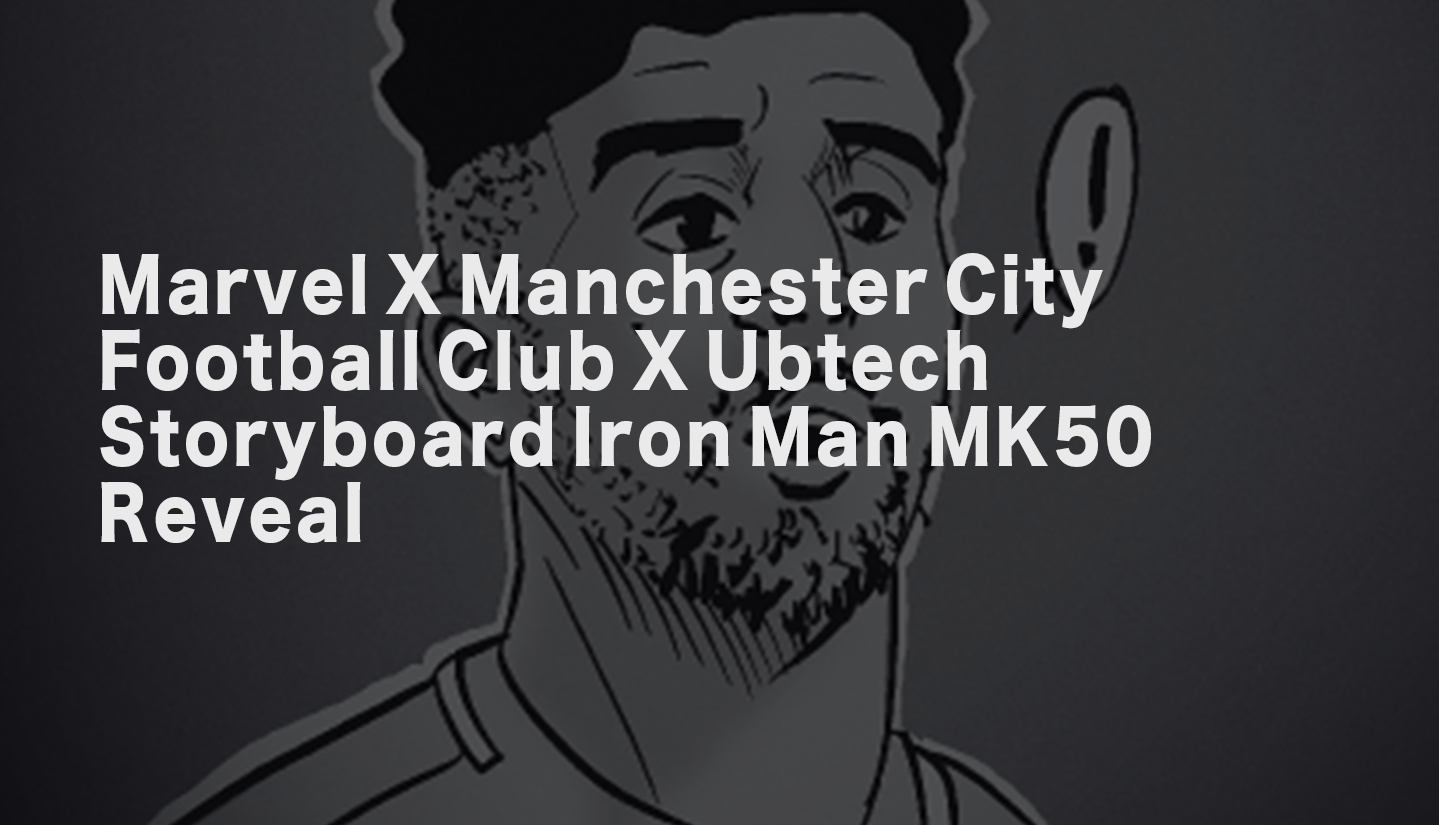 Marvel X Manchester City
Football Club X Ubtech
Storyboard Iron Man MK50
Reveal
!